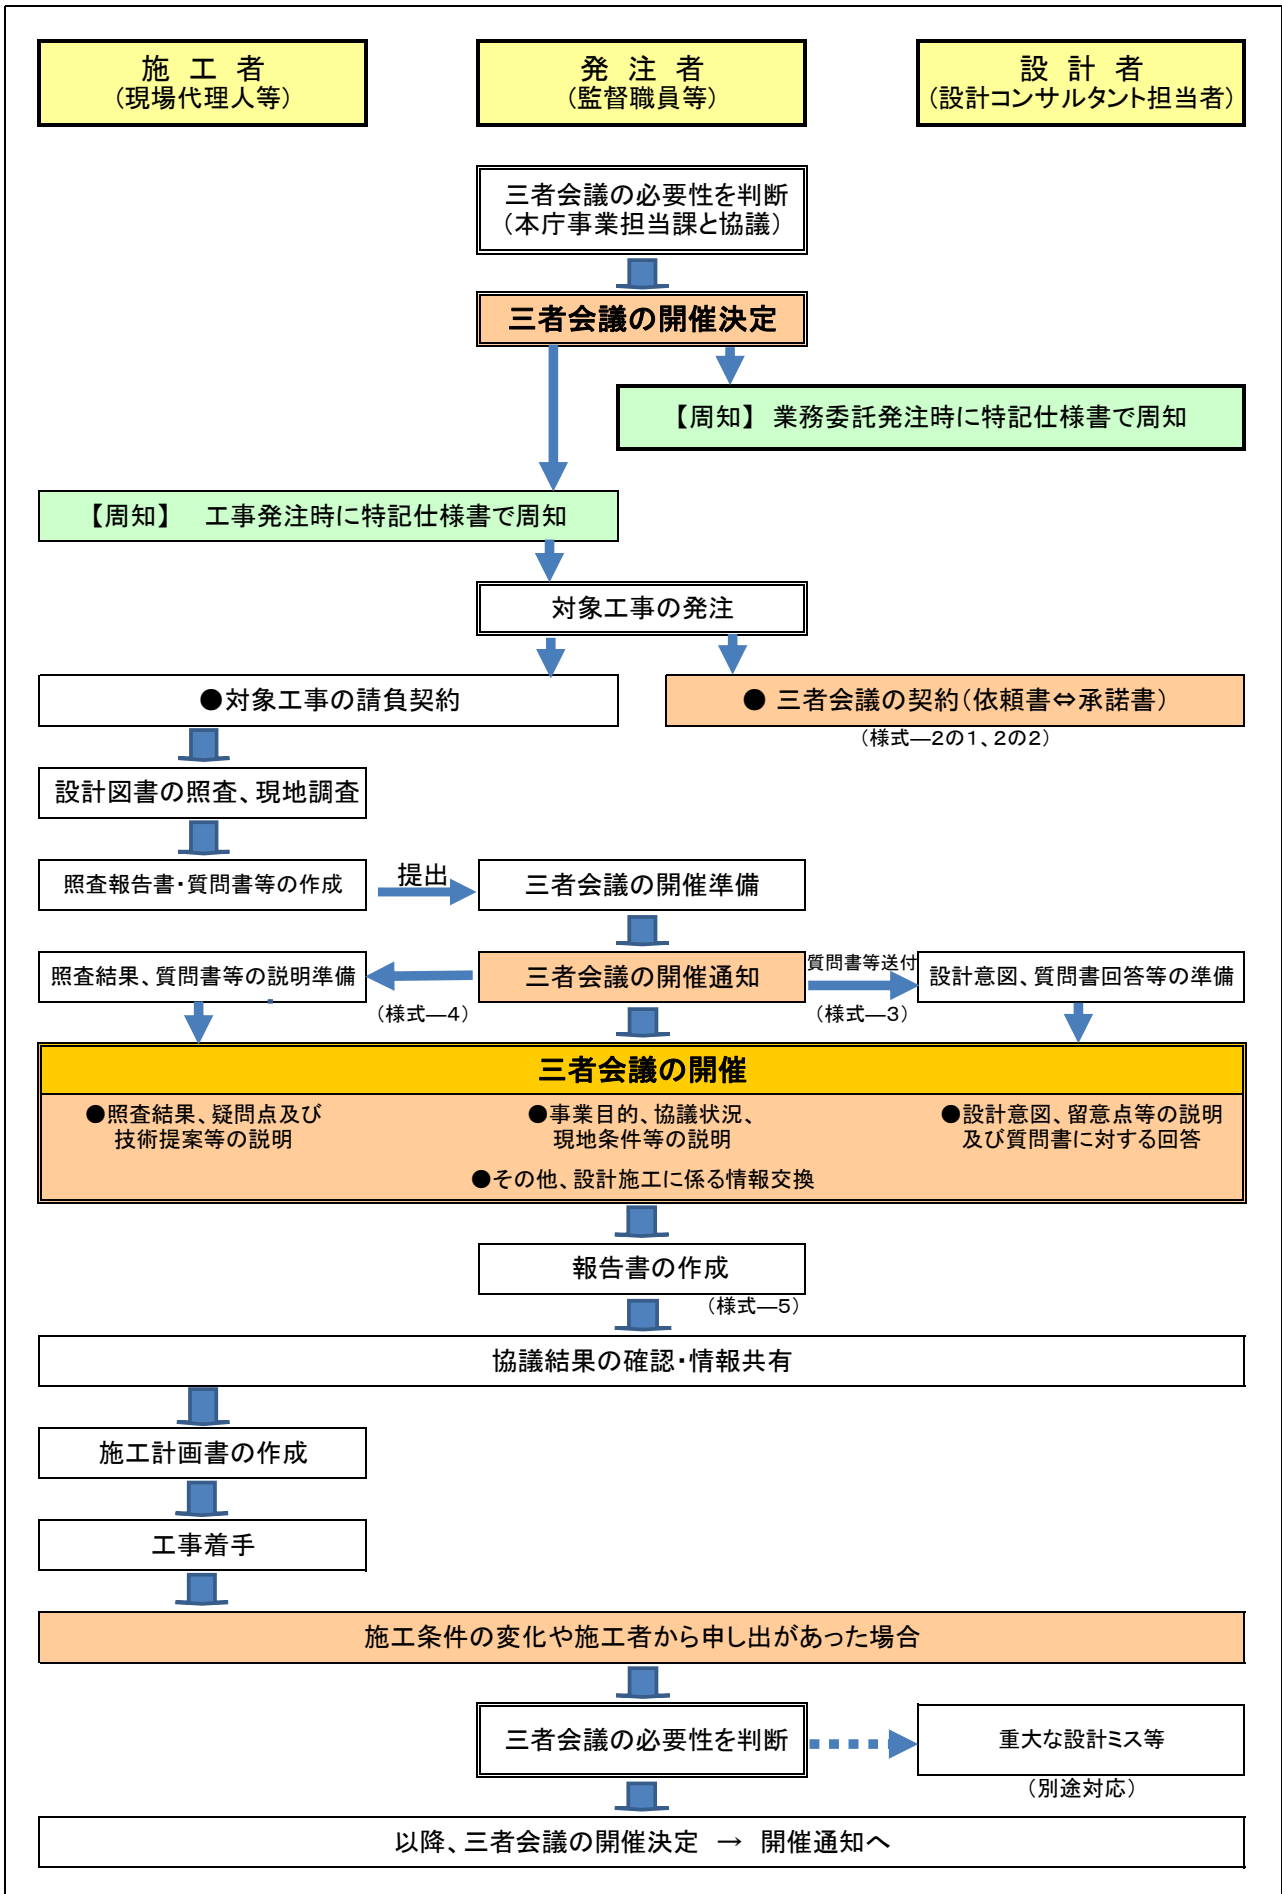 施 工 者
（現場代理人等）
発 注 者
（監督職員等）
設 計 者
（設計コンサルタント担当者）
三者会議の必要性を判断
（本庁事業担当課と協議）
三者会議の開催決定
【周知】 業務委託発注時に特記仕様書で周知
【周知】　工事発注時に特記仕様書で周知
対象工事の発注
●対象工事の請負契約
● 三者会議の契約（依頼書⇔承諾書）
（様式―2の1、2の2）
設計図書の照査、現地調査
照査報告書・質問書等の作成
提出
三者会議の開催準備
照査結果、質問書等の説明準備
（様式―4）
三者会議の開催通知
質問書等送付
（様式―3）
設計意図、質問書回答等の準備
三者会議の開催
●照査結果、疑問点及び
技術提案等の説明
●事業目的、協議状況、
現地条件等の説明
●設計意図、留意点等の説明
及び質問書に対する回答
●その他、設計施工に係る情報交換
報告書の作成
（様式―5）
協議結果の確認・情報共有
施工計画書の作成
工事着手
施工条件の変化や施工者から申し出があった場合
三者会議の必要性を判断
重大な設計ミス等
（別途対応）
以降、三者会議の開催決定 → 開催通知へ